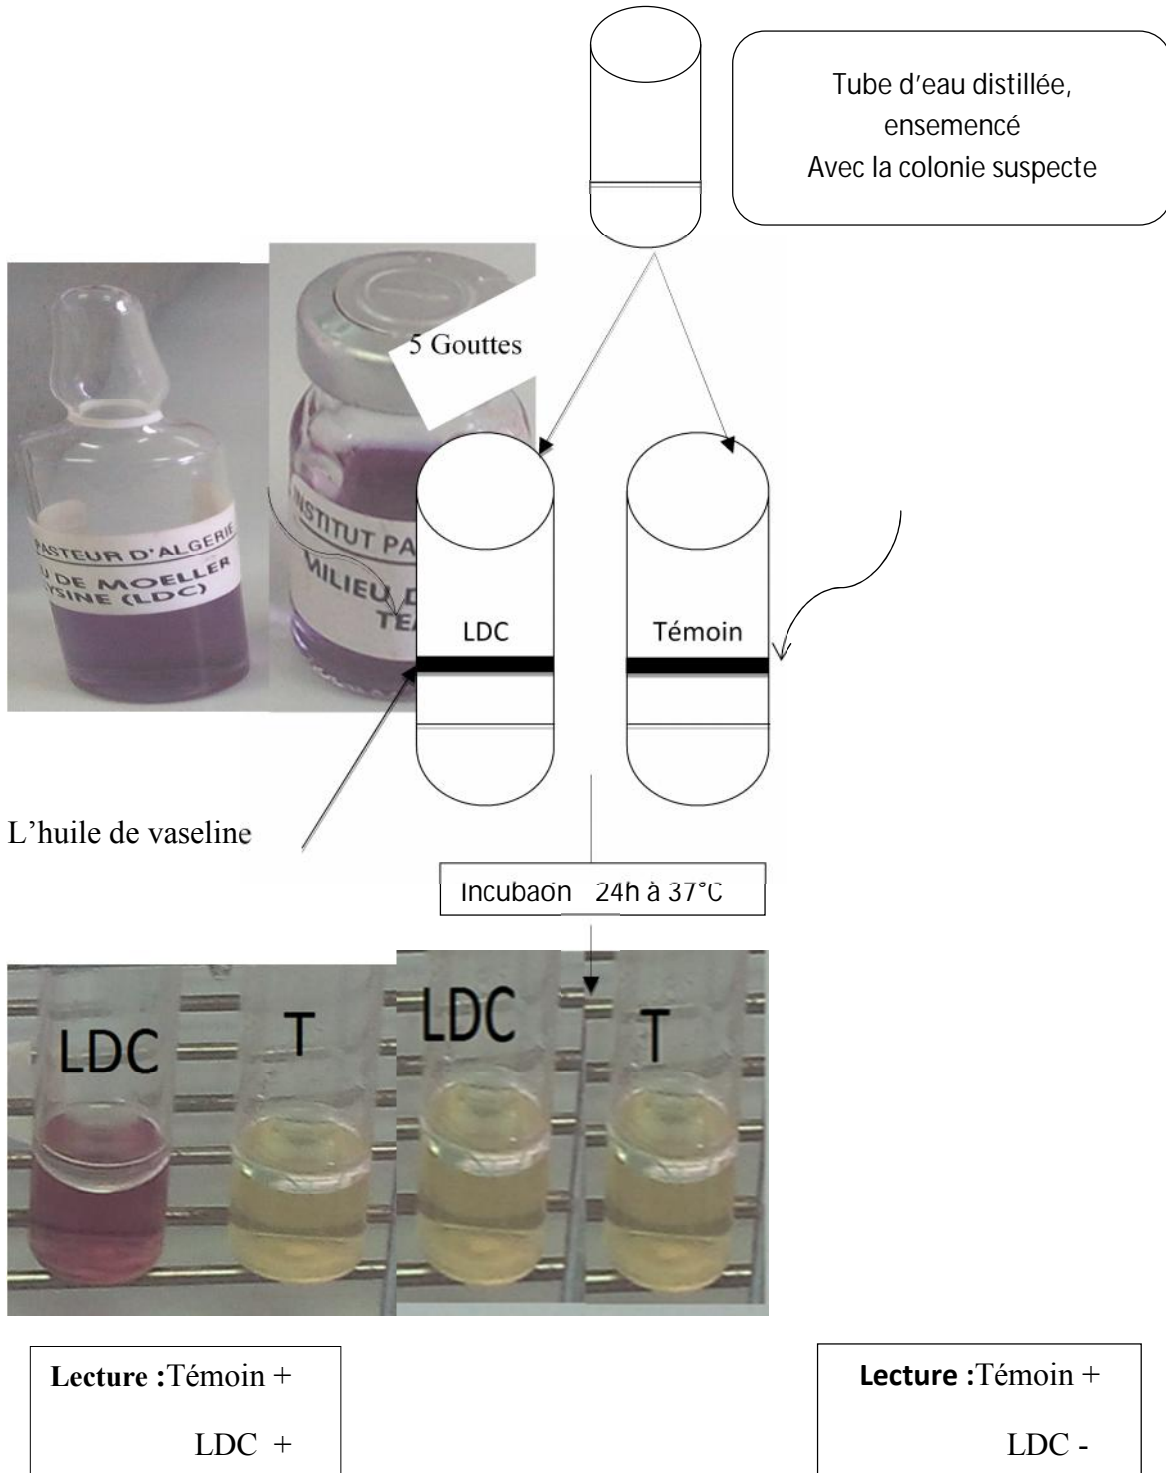 Tube d'eau distillée,
ensemencé
Avec la colonie suspecte
5 Gouttes
PASTEUR D'ALGERIE
U DE MOELLER
YSINE (LDC)
INSTITUT PA
MILIEU D
TE
LDC
Témoin
L'huile de vaseline
Incubaon 24h à 37°C
LDC
T
LDC
T
Lecture :Témoin +
LDC +
Lecture :Témoin +
LDC -